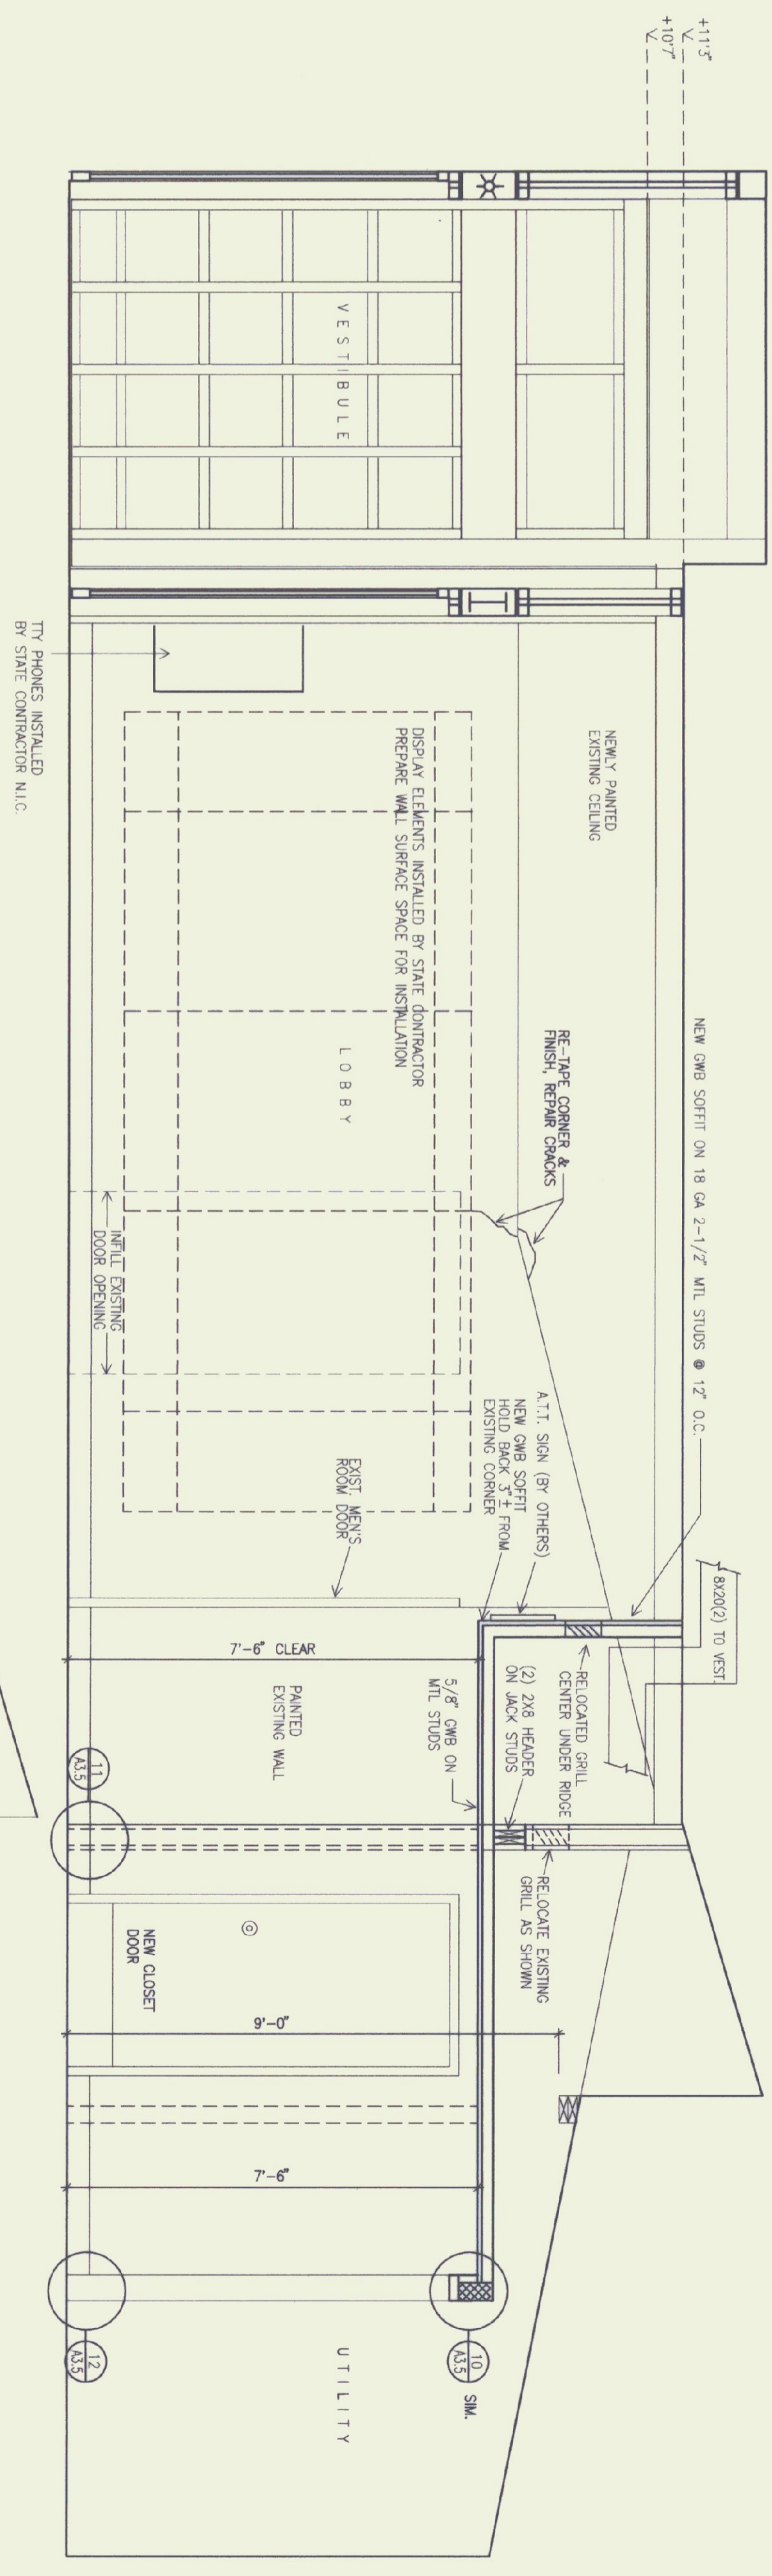 +11'3"
+10'7"
VESTIBULE
TTY PHONES INSTALLED
BY STATE CONTRACTOR N.I.C.
NEWLY PAINTED
EXISTING CEILING
DISPLAY ELEMENTS INSTALLED BY STATE CONTRACTOR
PREPARE WALL SURFACE SPACE FOR INSTALLATION
LOBBY
RE-TAPE CORNER &
FINISH, REPAIR CRACKS
NEW GWB SOFFIT ON 18 GA 2-1/2" MTL STUDS @ 12" O.C.
INFILL EXISTING
DOOR OPENING
A.T.T. SIGN (BY OTHERS)
NEW GWB SOFFIT
HOLD BACK 3"± FROM
EXISTING CORNER
EXIST. MEN'S
ROOM DOOR
8X20(2) TO VEST.
7'-6" CLEAR
RELOCATED GRILL
CENTER UNDER RIDGE
(2) 2X8 HEADER
ON JACK STUDS
5/8" GWB ON
MTL STUDS
PAINTED
EXISTING WALL
11
A3.5
RELOCATE EXISTING
GRILL AS SHOWN
NEW CLOSET
DOOR
9'-0"
7'-6"
10
A3.5
SIM.
12
A3.5
UTILITY